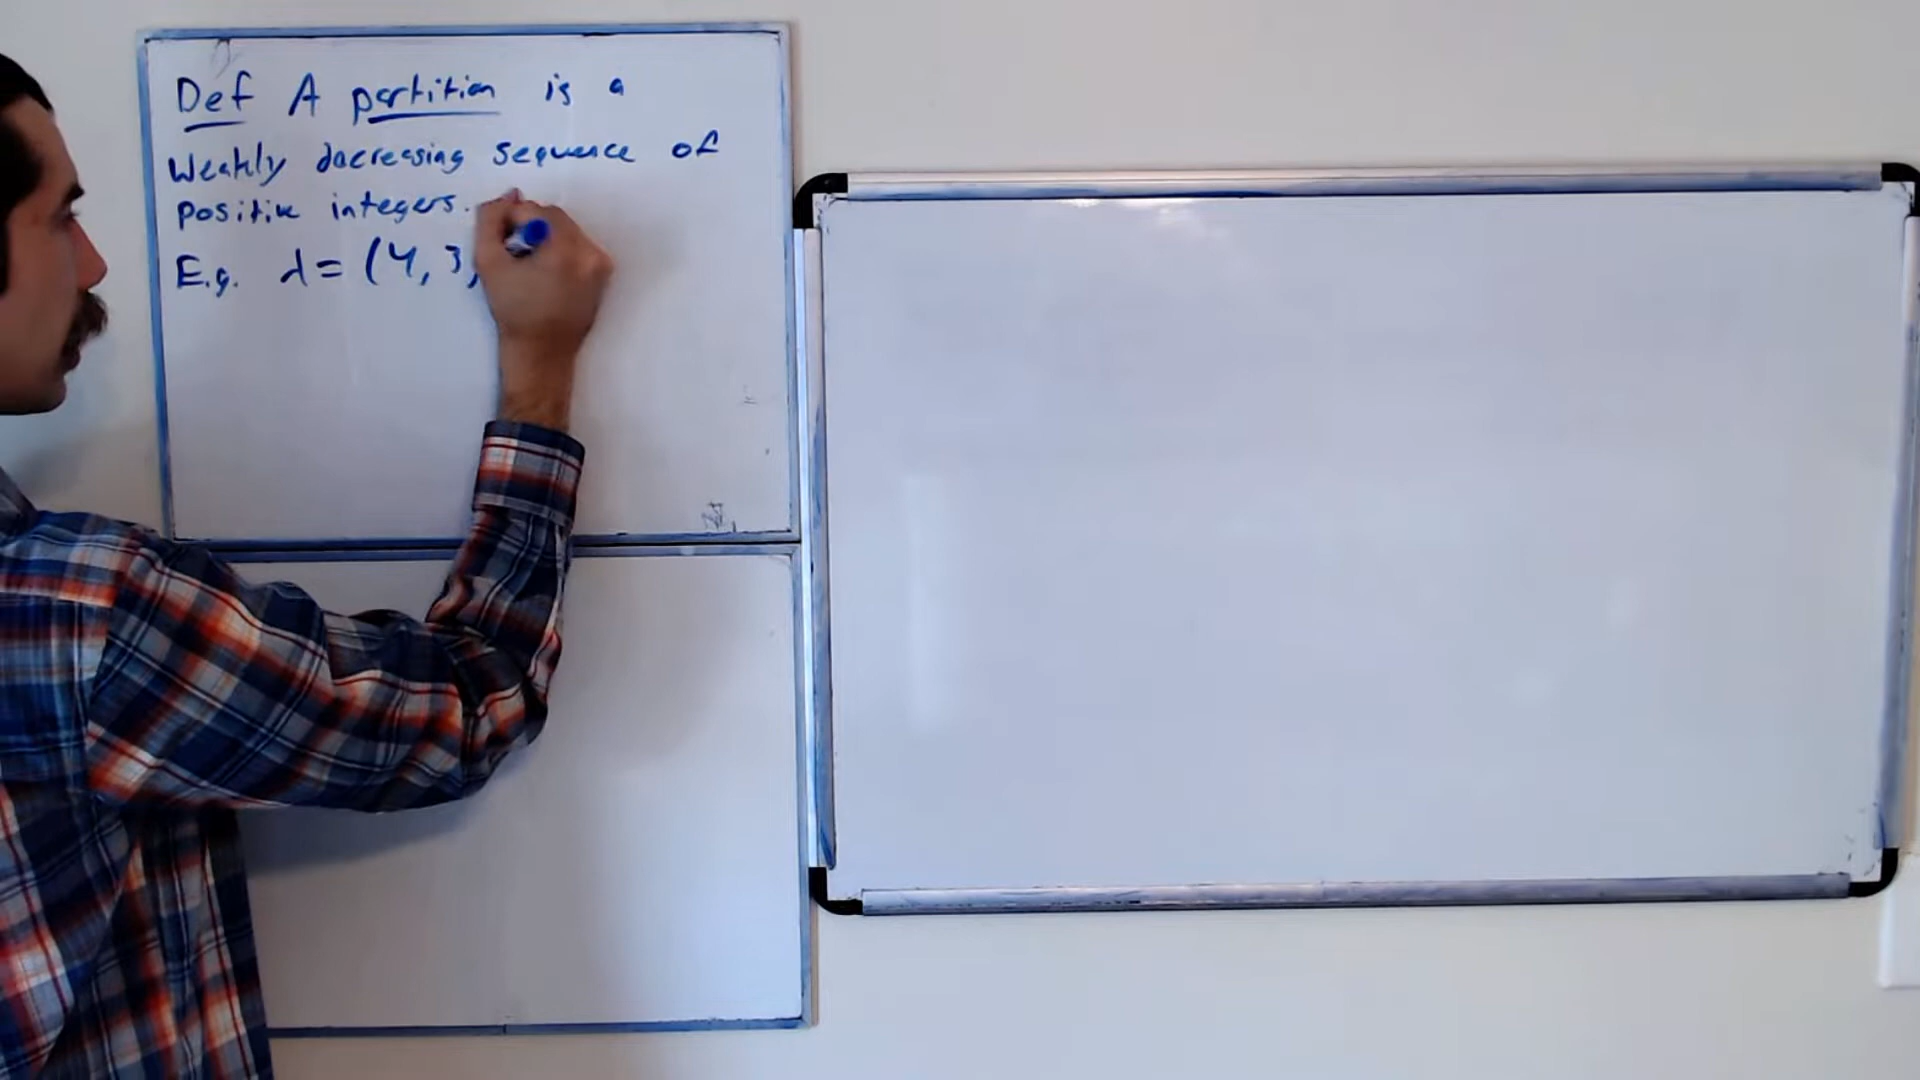 Def A partition is a
Weakly decreasing sequence of
positive integers.
E.g. λ = (4, 3,